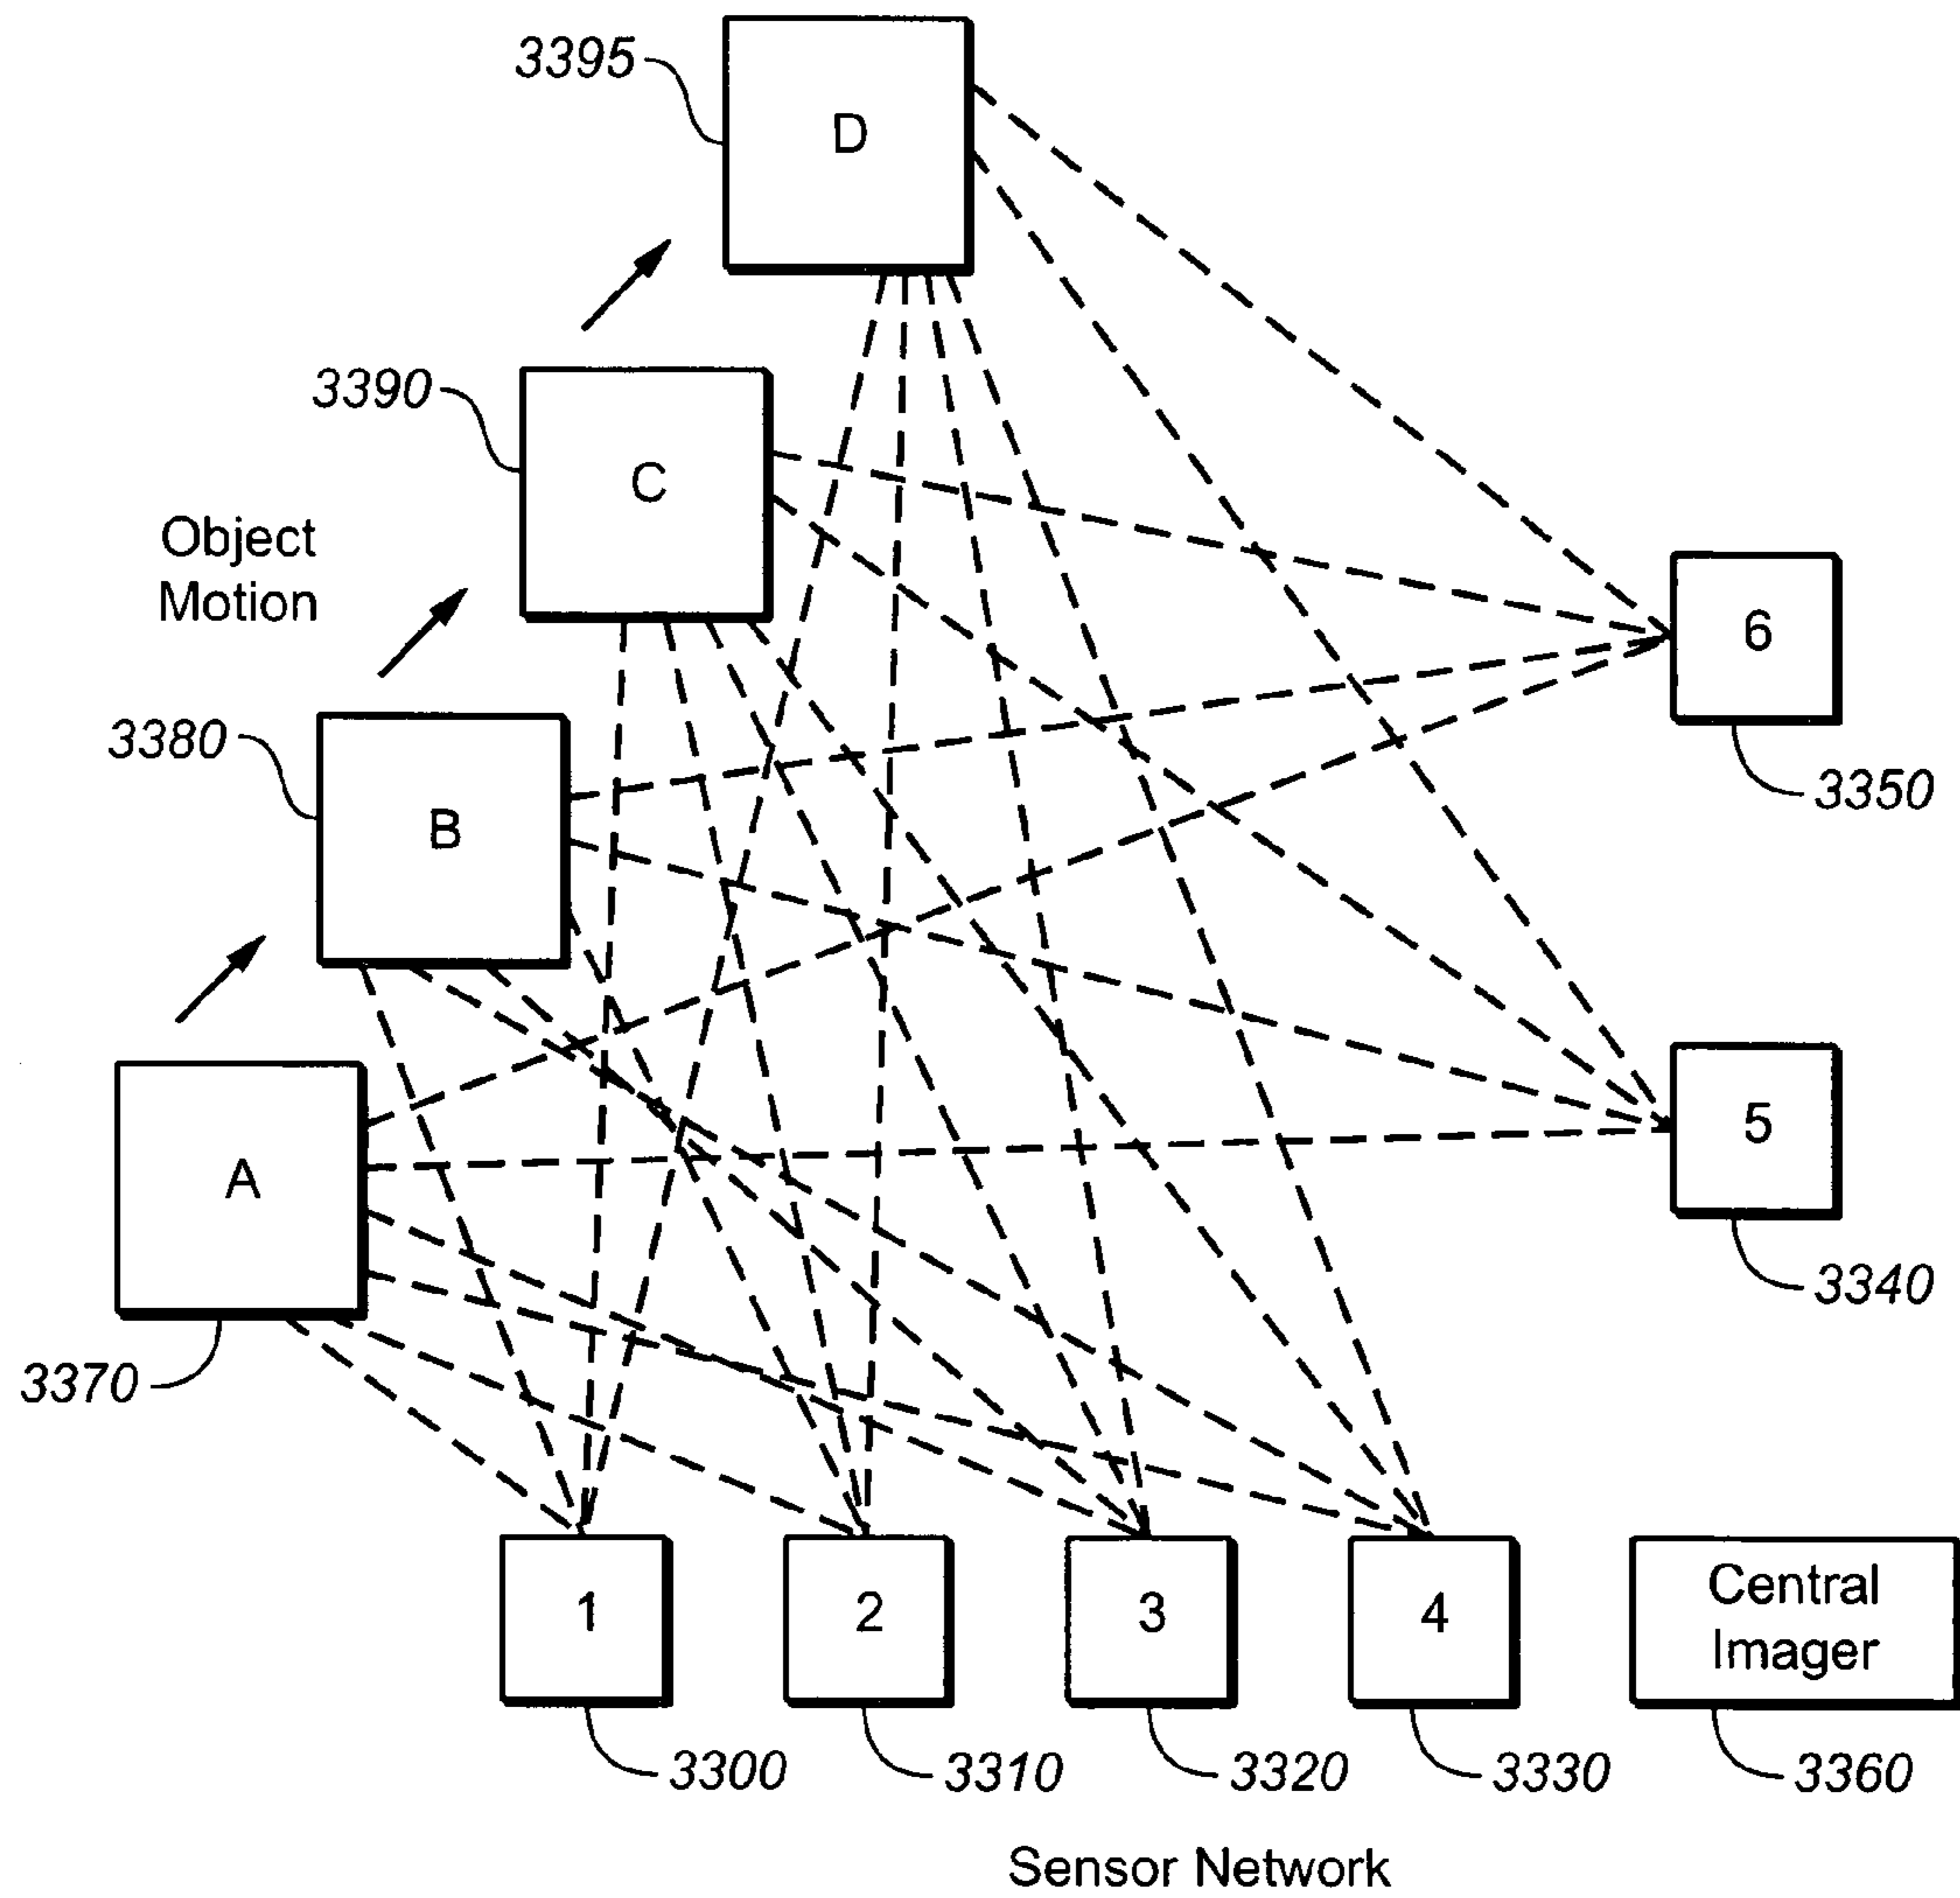 3395
D
3390
C
Object
Motion
6
3380
3350
B
5
A
3340
3370
1
2
3
4
Central
Imager
3300
3310
3320
3330
3360
Sensor Network